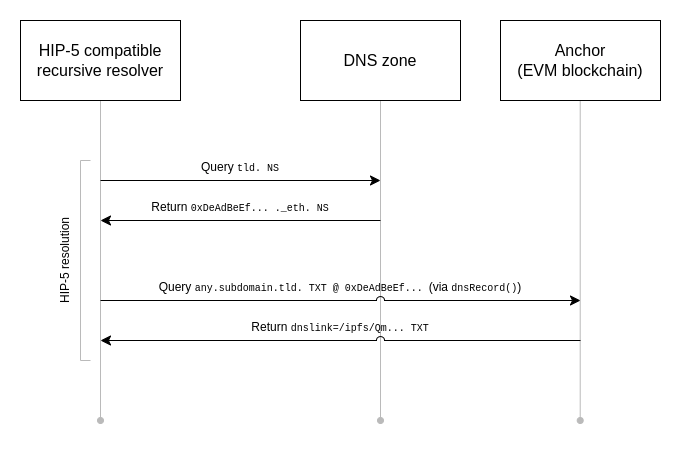 HIP-5 compatible
recursive resolver
DNS zone
Anchor
(EVM blockchain)
HIP-5 resolution
Query tld. NS
Return 0xDeAdBeEf... ._eth. NS
Query any.subdomain.tld. TXT @ 0xDeAdBeEf... (via dnsRecord())
Return dnslink=/ipfs/Qm... TXT